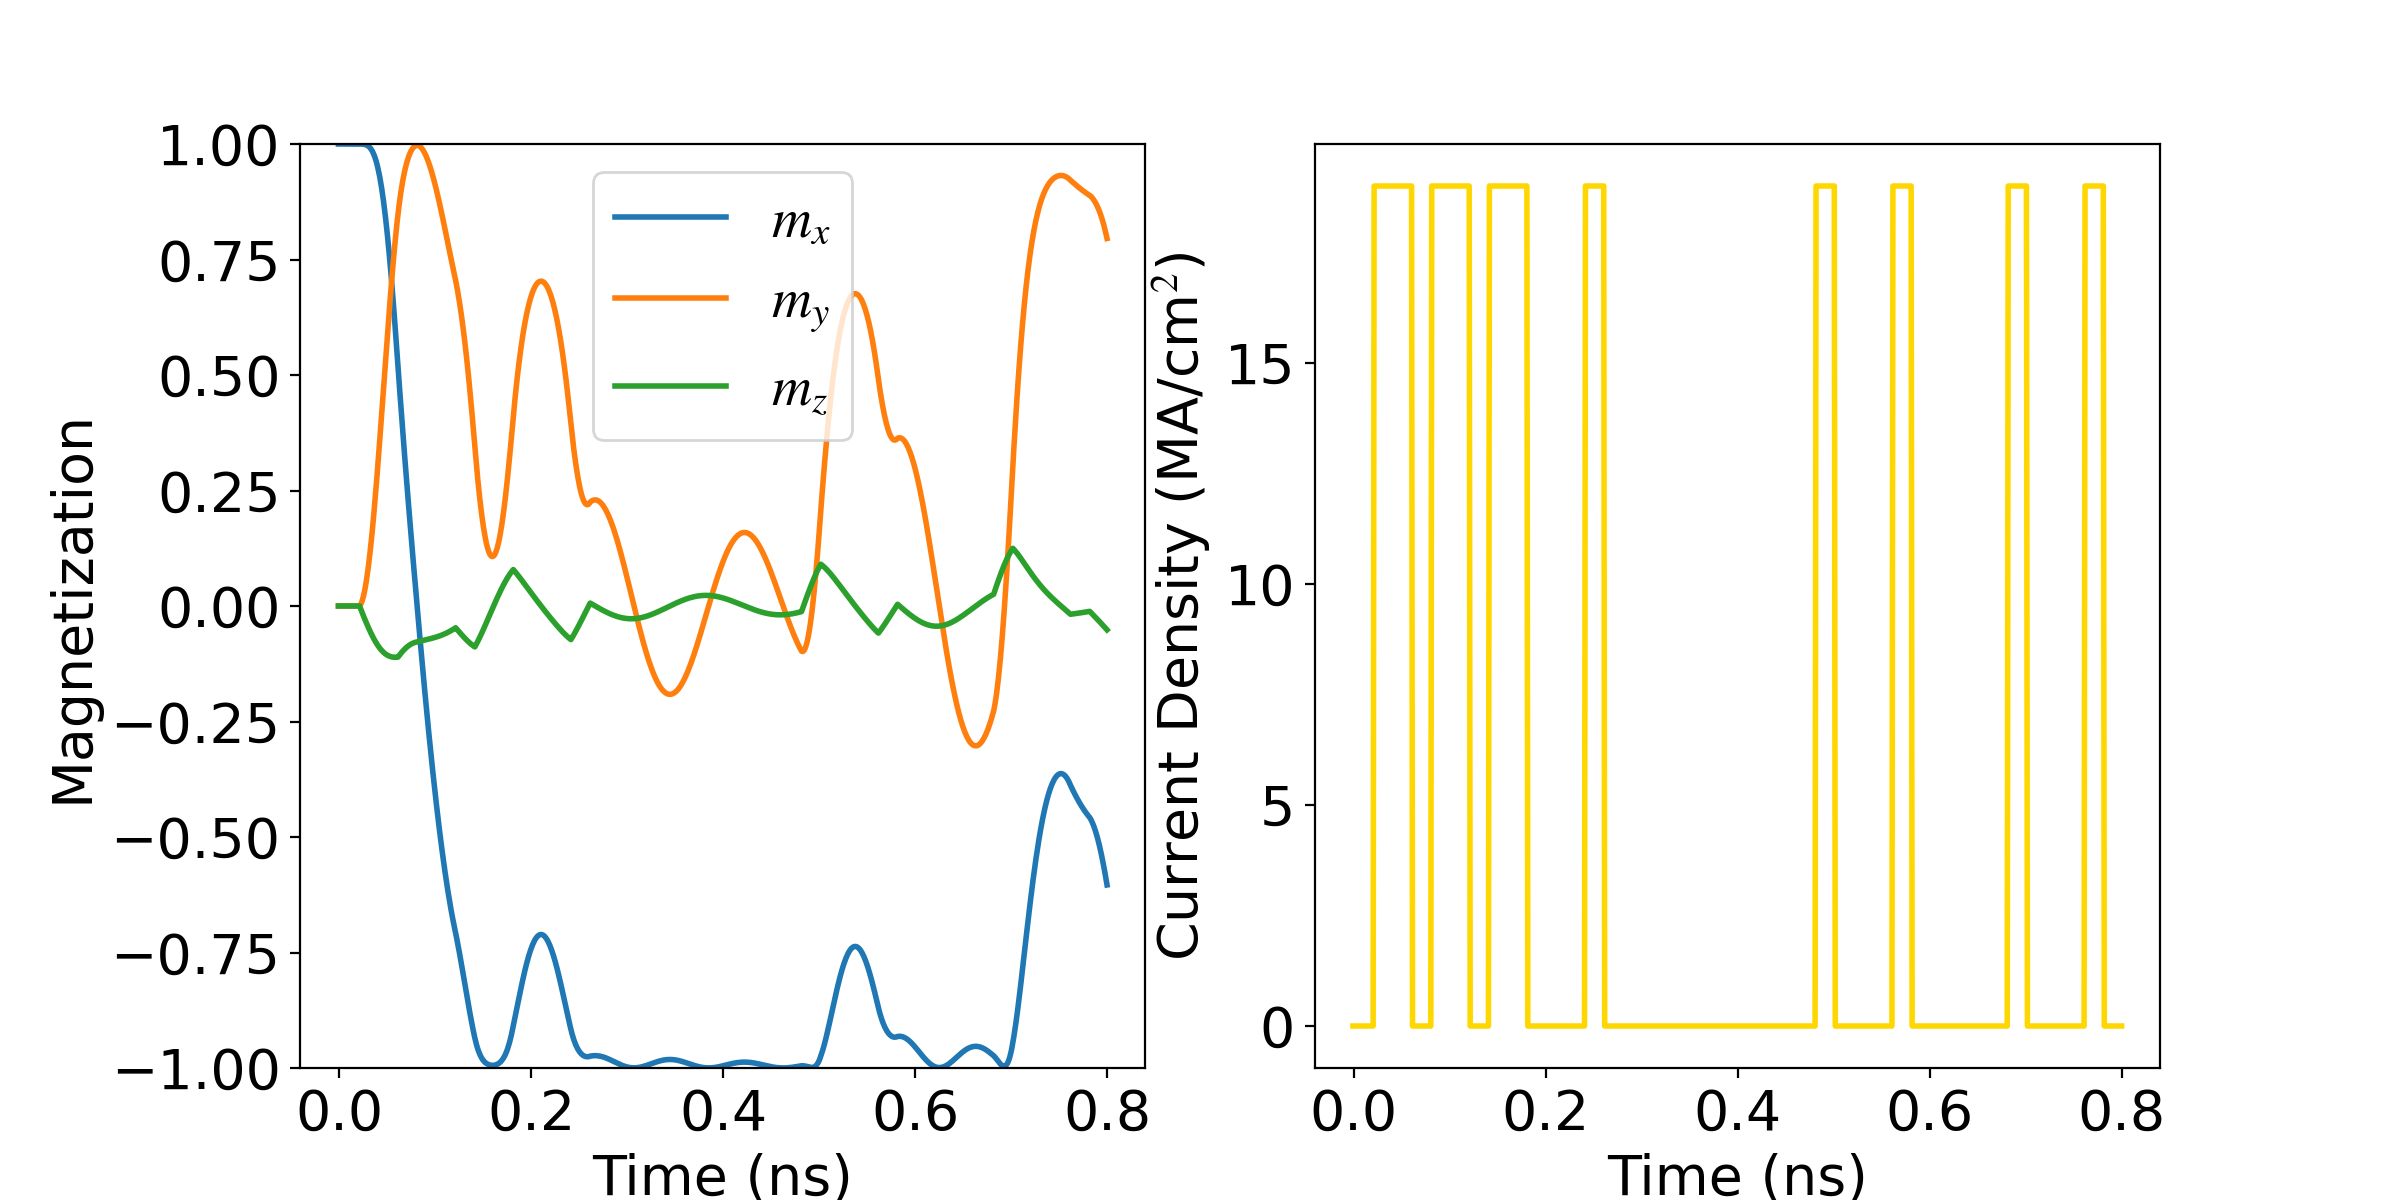 Magnetization
1.00
0.75
0.50
0.25
0.00
−0.25
−0.50
−0.75
−1.00
0.0 0.2 0.4 0.6 0.8
Time (ns)
m_x
m_y
m_z
Current Density (MA/cm²)
15
10
5
0
0.0 0.2 0.4 0.6 0.8
Time (ns)